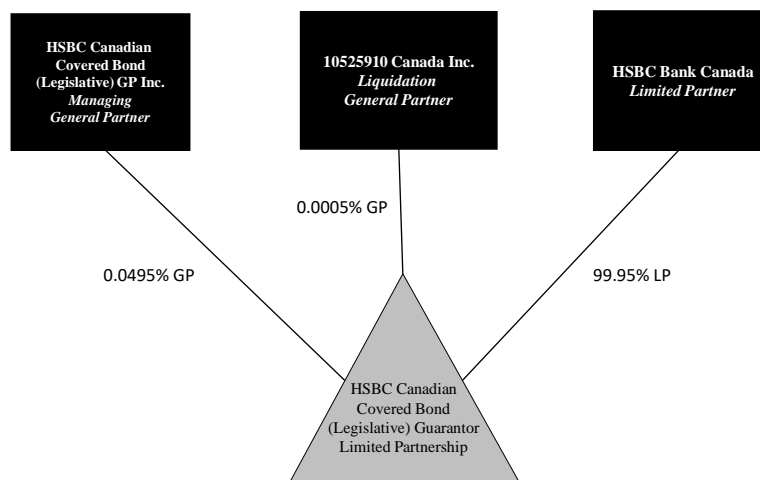 HSBC Canadian
Covered Bond
(Legislative) GP Inc.
Managing
General Partner
10525910 Canada Inc.
Liquidation
General Partner
HSBC Bank Canada
Limited Partner
0.0005% GP
0.0495% GP
99.95% LP
HSBC Canadian
Covered Bond
(Legislative) Guarantor
Limited Partnership